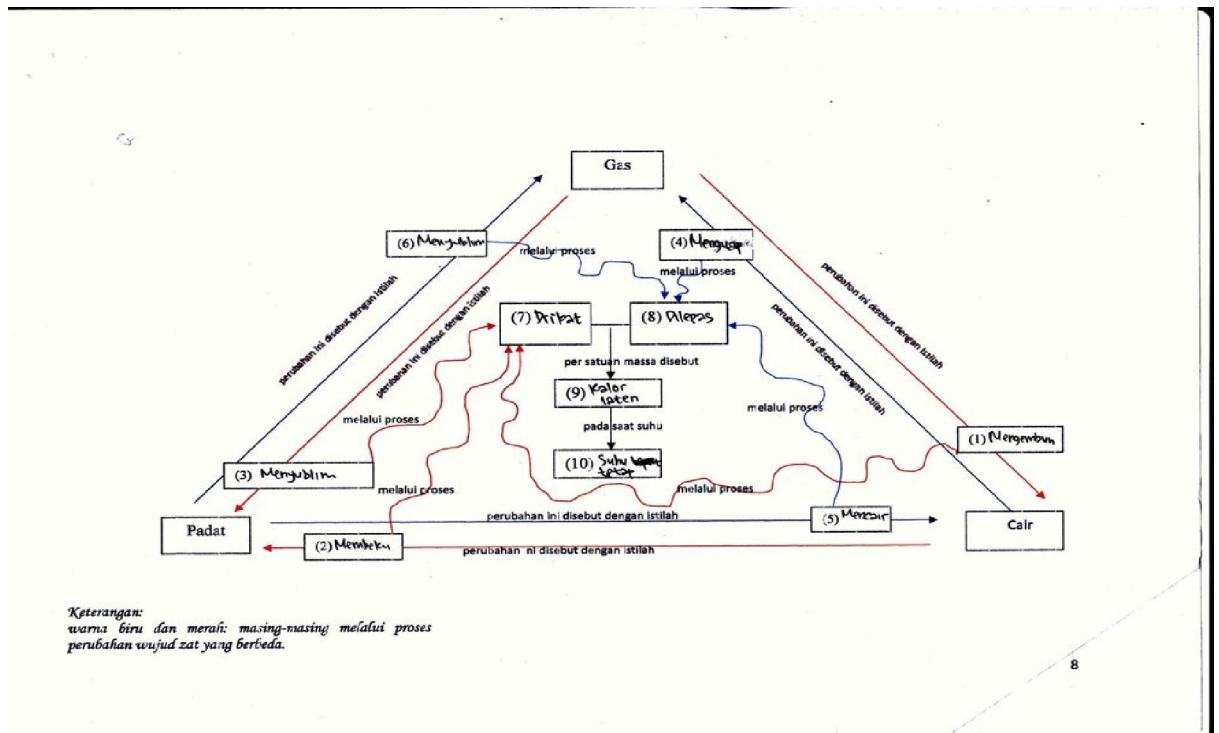 Gas
(6) Menyublim
melalui proses
(4) Menguap
melalui proses
perubahan ini disebut dengan istilah
perubahan ini disebut dengan istilah
perubahan ini disebut dengan istilah
perubahan ini disebut dengan istilah
(7) Diikat
(8) Dilepas
per satuan massa disebut
(9) Kalor
laten
melalui proses
melalui proses
pada saat suhu
(1) Mengembun
(10) Suhu
tetap
(3) Menyublim
melalui proses
melalui proses
perubahan ini disebut dengan istilah
(5) Mencair
Padat
Cair
(2) Membeku
perubahan ni disebut dengan istilah
Keterangan:
warna biru dan merah: masing-masing melalui proses
perubahan wujud zat yang berbeda.
8